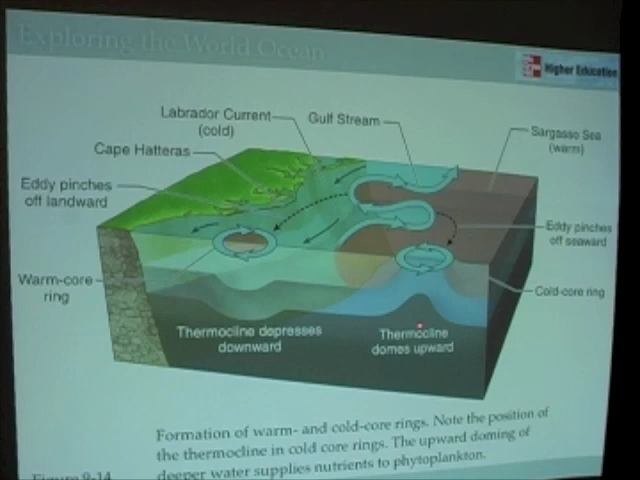 Exploring the World Ocean
Higher Education
Labrador Current
(cold)
Gulf Stream
Sargasso Sea
(warm)
Cape Hatteras
Eddy pinches
off landward
Eddy pinches
off seaward
Warm-core
ring
Cold-core ring
Thermocline depresses
downward
Thermocline
domes upward
Formation of warm- and cold-core rings. Note the position of
the thermocline in cold core rings. The upward doming of
deeper water supplies nutrients to phytoplankton.
Figure 9-14